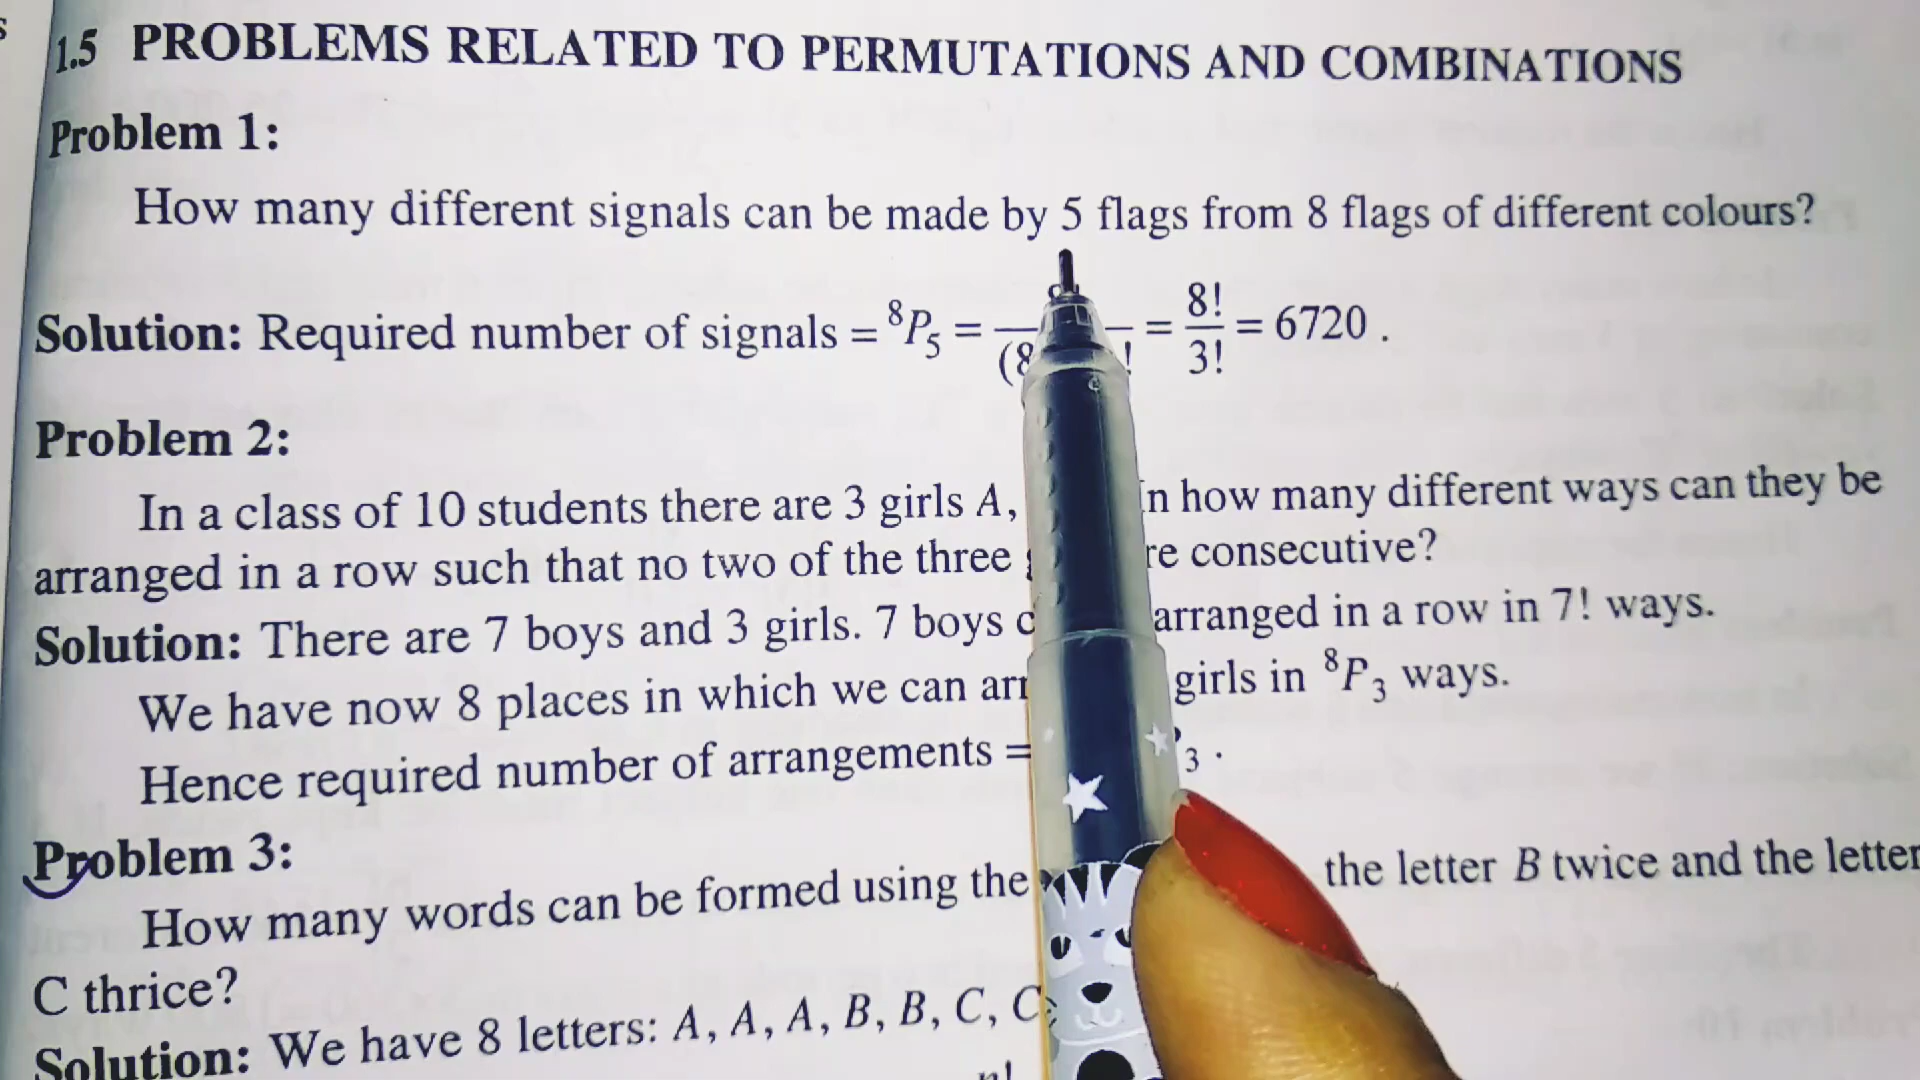 1.5 PROBLEMS RELATED TO PERMUTATIONS AND COMBINATIONS
Problem 1:
How many different signals can be made by 5 flags from 8 flags of different colours?
Solution: Required number of signals = ⁸P₅ = (8 ! = 8!/3! = 6720 .
Problem 2:
In a class of 10 students there are 3 girls A, how many different ways can they be
arranged in a row such that no two of the three consecutive?
Solution: There are 7 boys and 3 girls. 7 boys arranged in a row in 7! ways.
We have now 8 places in which we can girls in ⁸P₃ ways.
Hence required number of arrangements = ₃ .
Problem 3:
How many words can be formed using the the letter B twice and the letter
C thrice?
Solution: We have 8 letters: A, A, A, B, B, C, C